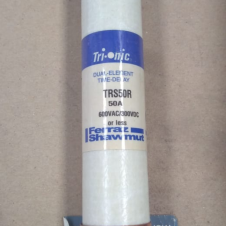 Tri-onic
DUAL-ELEMENT
TIME-DELAY
TRS50R
50A
600VAC/300VDC
or less
Ferraz
Shawmut